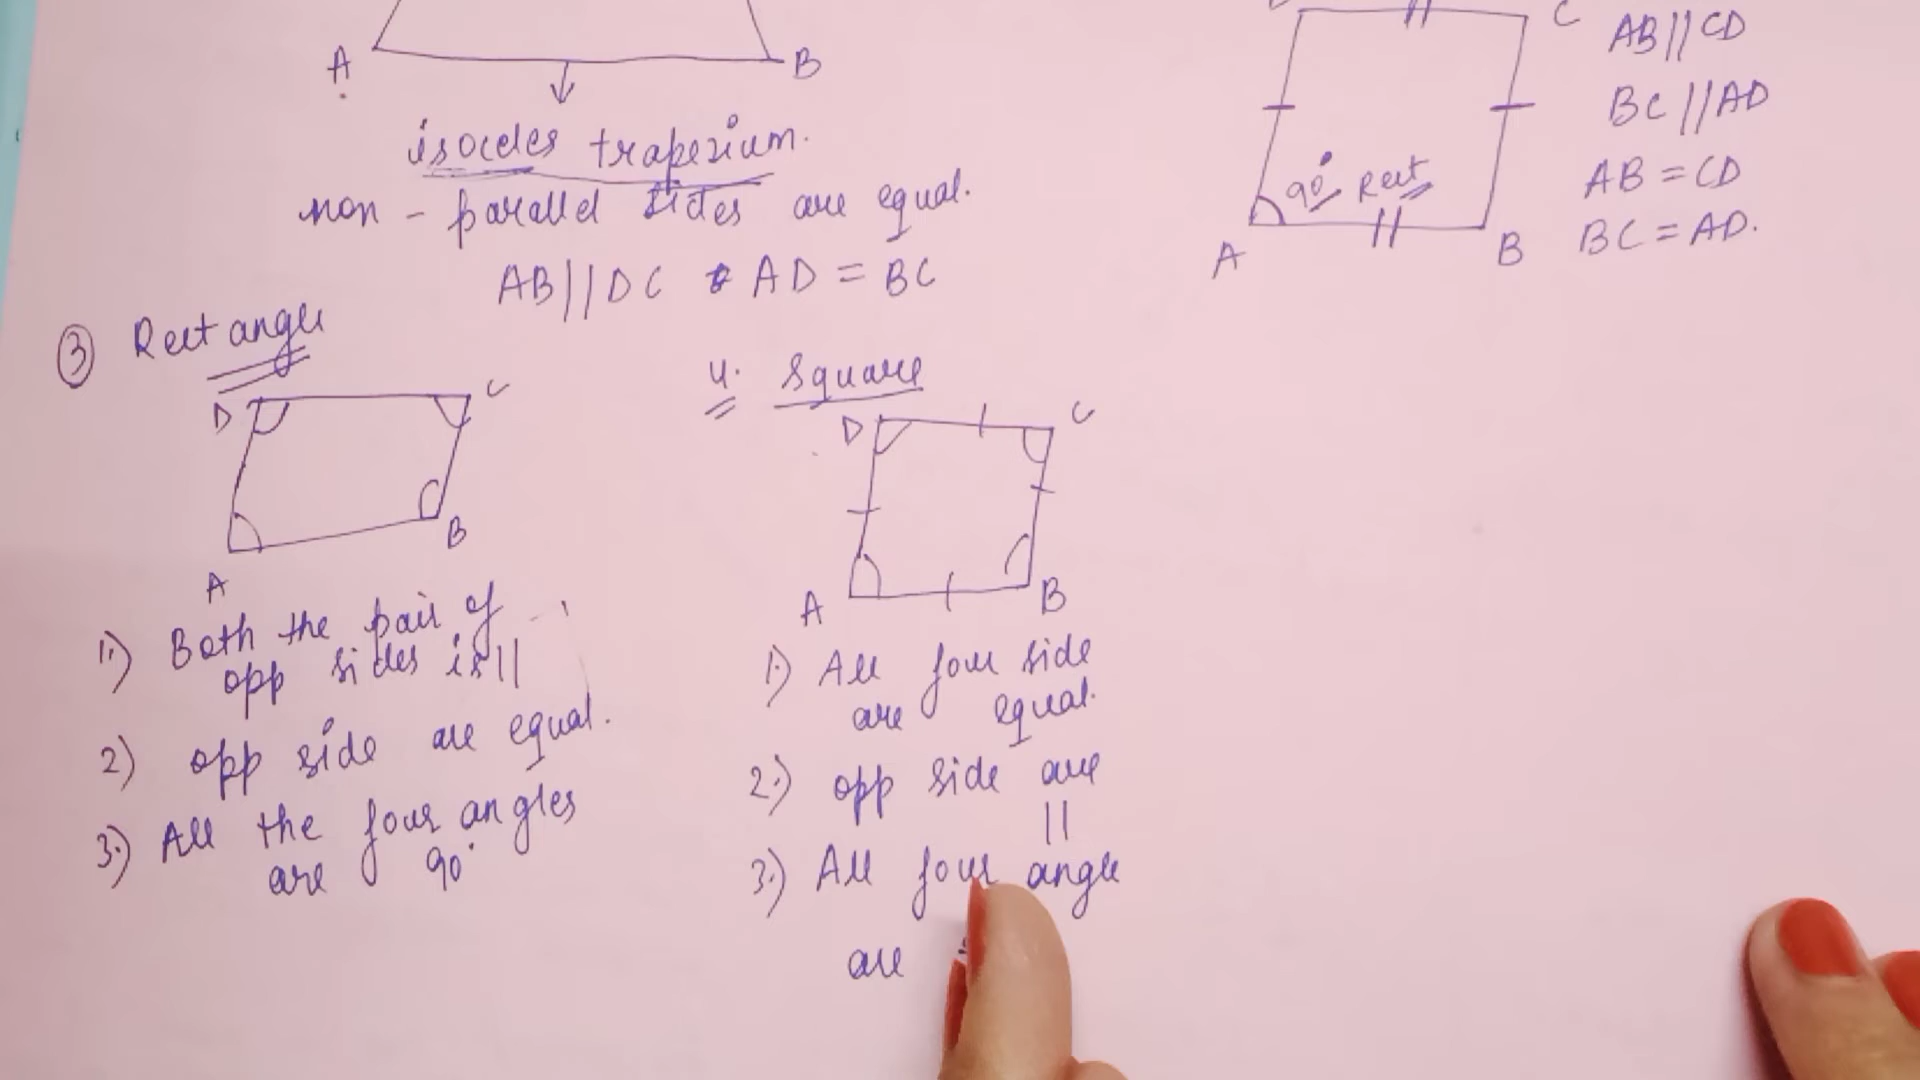 A B
isoceles trapezium.
non - parallel sides are equal.
AB || DC & AD = BC
C
AB || CD
BC || AD
AB = CD
BC = AD.
90° Rect
A B
③ Rectangle
D C
A B
1.) Both the pair of
opp sides is ||
2) opp side are equal.
3.) All the four angles
are 90°
4. Square
D C
A B
1.) All four side
are equal.
2.) opp side are
||
3.) All four angle
are